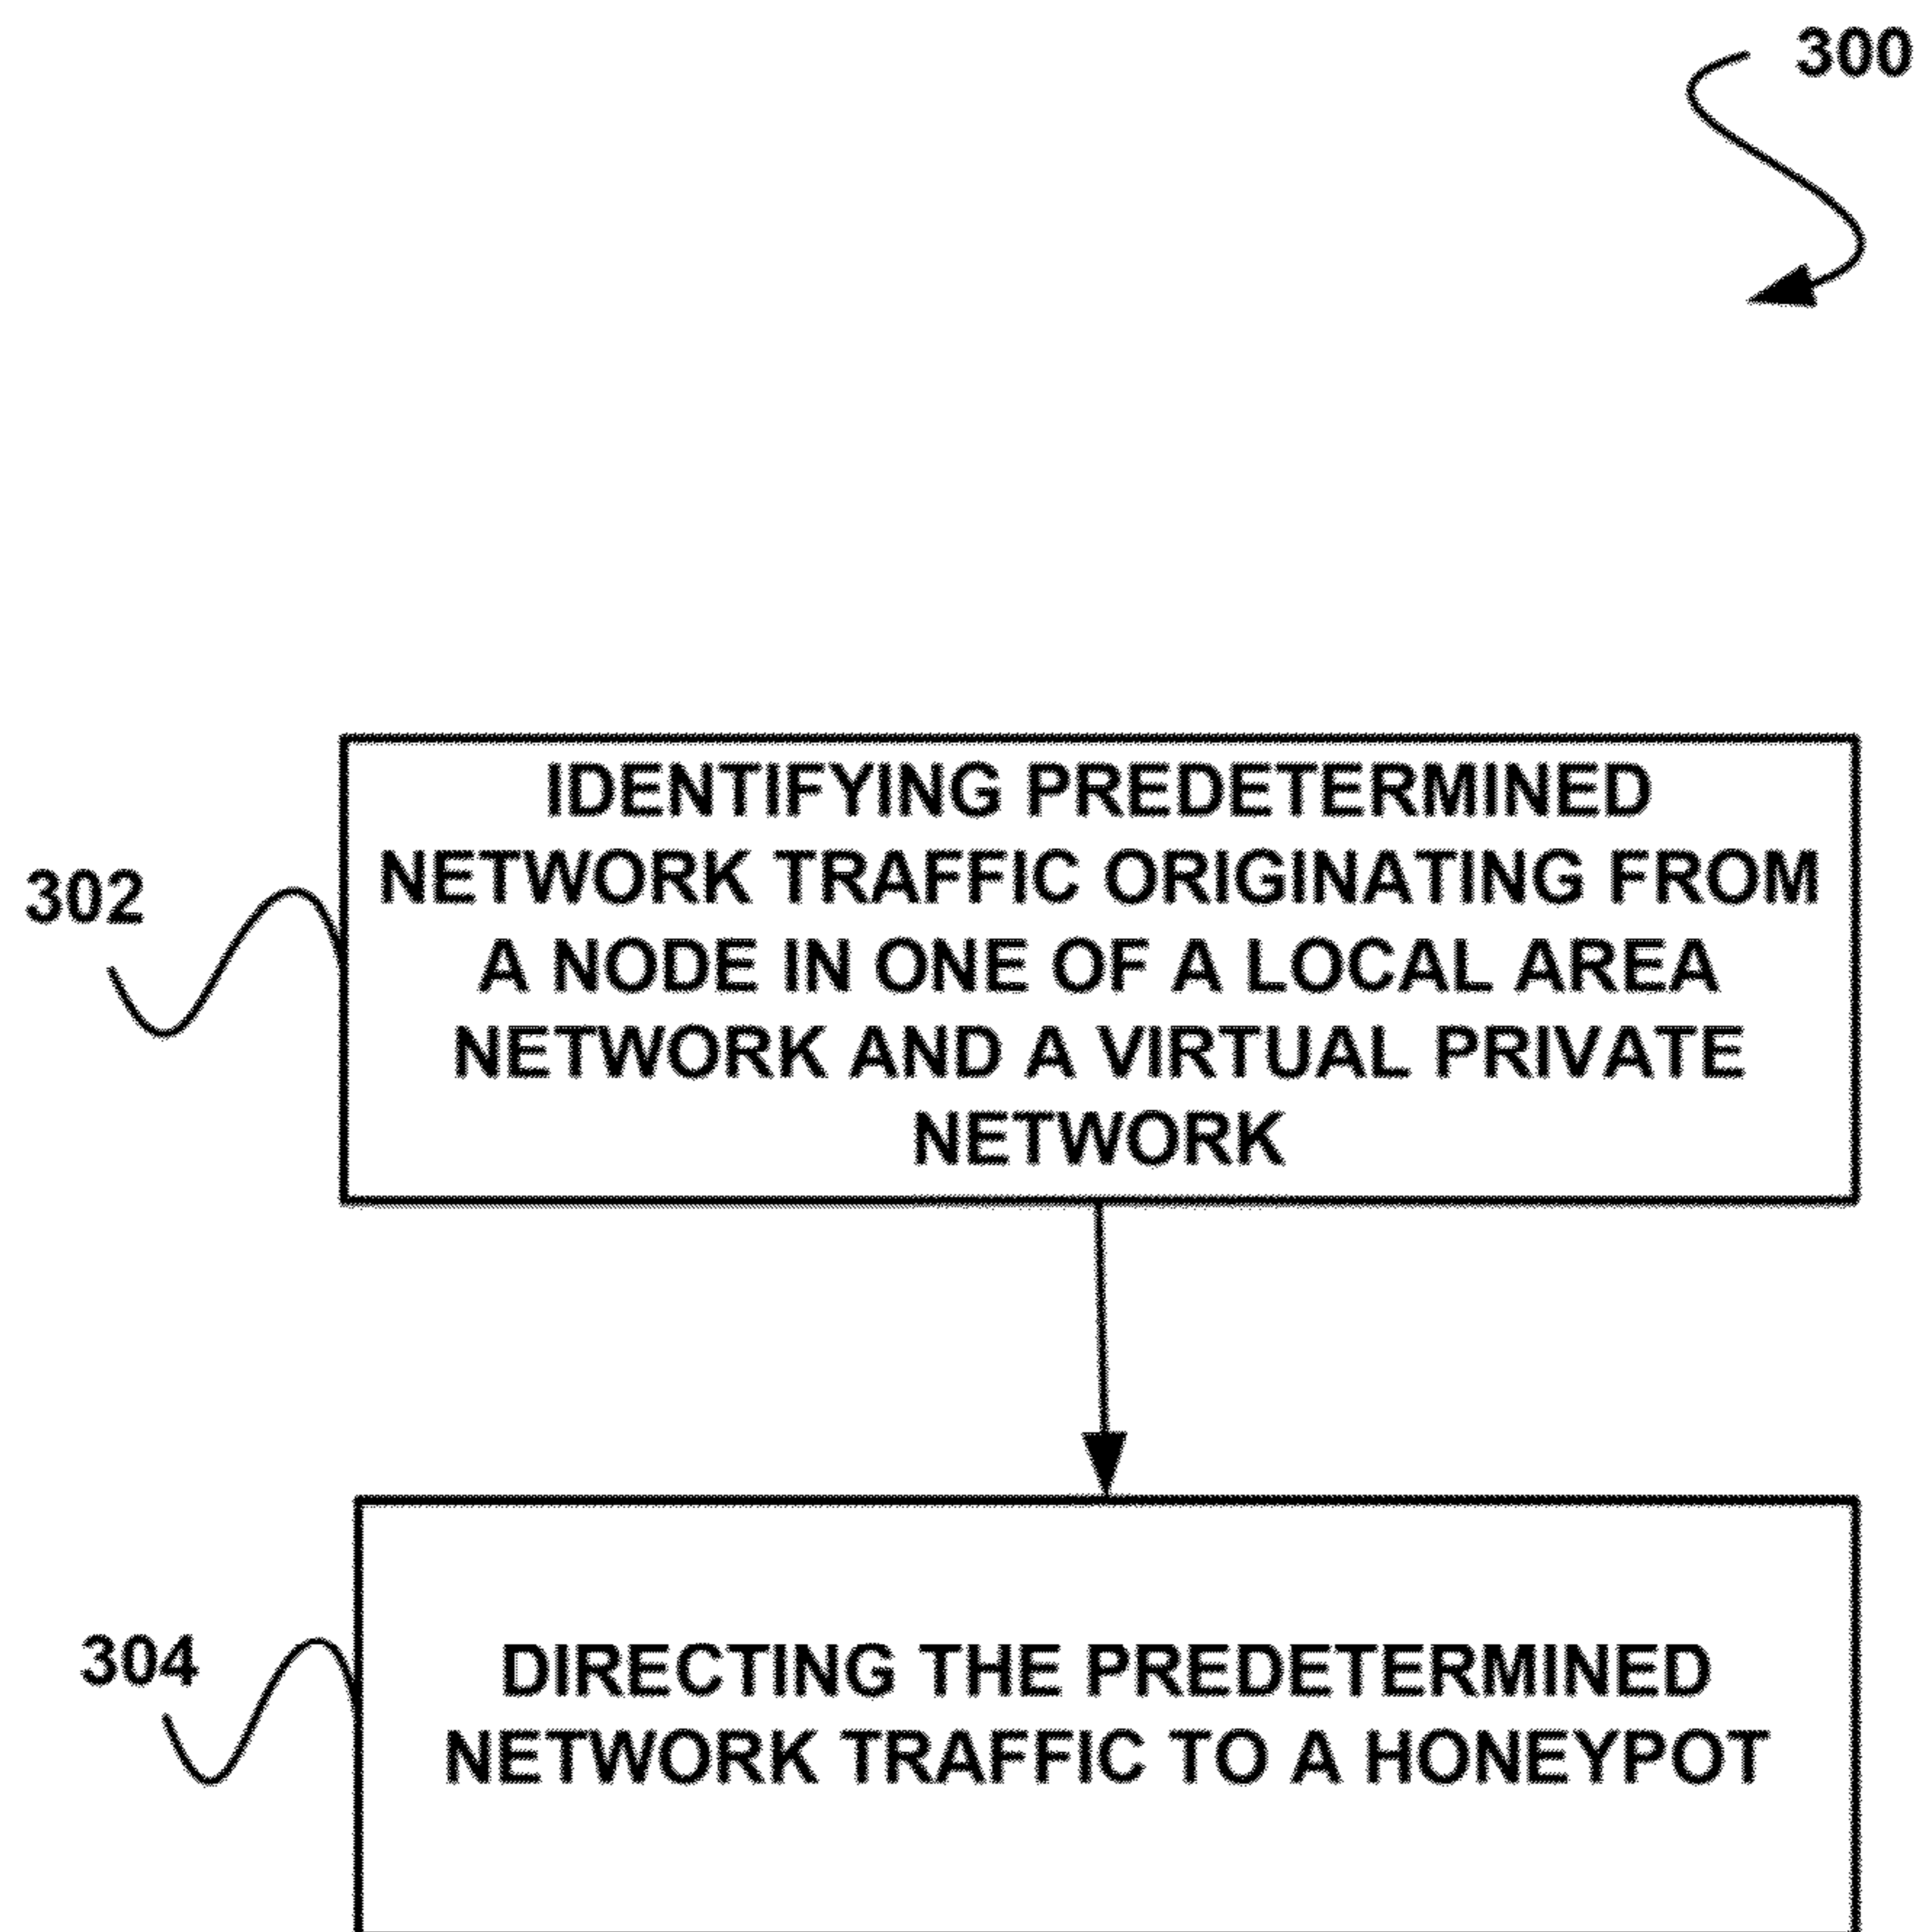 300
IDENTIFYING PREDETERMINED
NETWORK TRAFFIC ORIGINATING FROM
A NODE IN ONE OF A LOCAL AREA
NETWORK AND A VIRTUAL PRIVATE
NETWORK
302
DIRECTING THE PREDETERMINED
NETWORK TRAFFIC TO A HONEYPOT
304